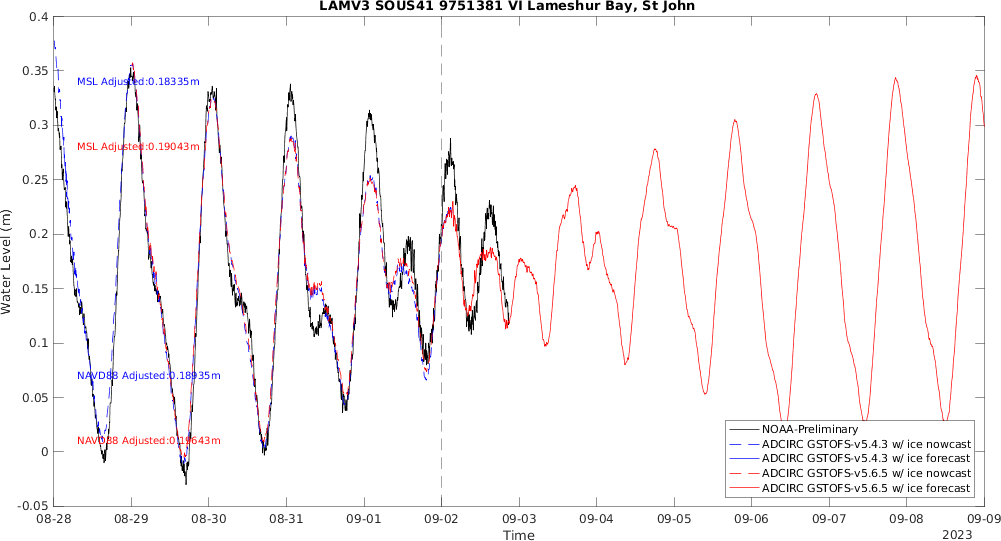 LAMV3 SOUS41 9751381 VI Lameshur Bay, St John
0.4
0.35
0.3
0.25
0.2
0.15
0.1
0.05
0
-0.05
Water Level (m)
MSL Adjusted:0.18335m
MSL Adjusted:0.19043m
NAVD88 Adjusted:0.18935m
NAVD88 Adjusted:0.19643m
NOAA-Preliminary
ADCIRC GSTOFS-v5.4.3 w/ ice nowcast
ADCIRC GSTOFS-v5.4.3 w/ ice forecast
ADCIRC GSTOFS-v5.6.5 w/ ice nowcast
ADCIRC GSTOFS-v5.6.5 w/ ice forecast
08-28 08-29 08-30 08-31 09-01 09-02 09-03 09-04 09-05 09-06 09-07 09-08 09-09
Time
2023